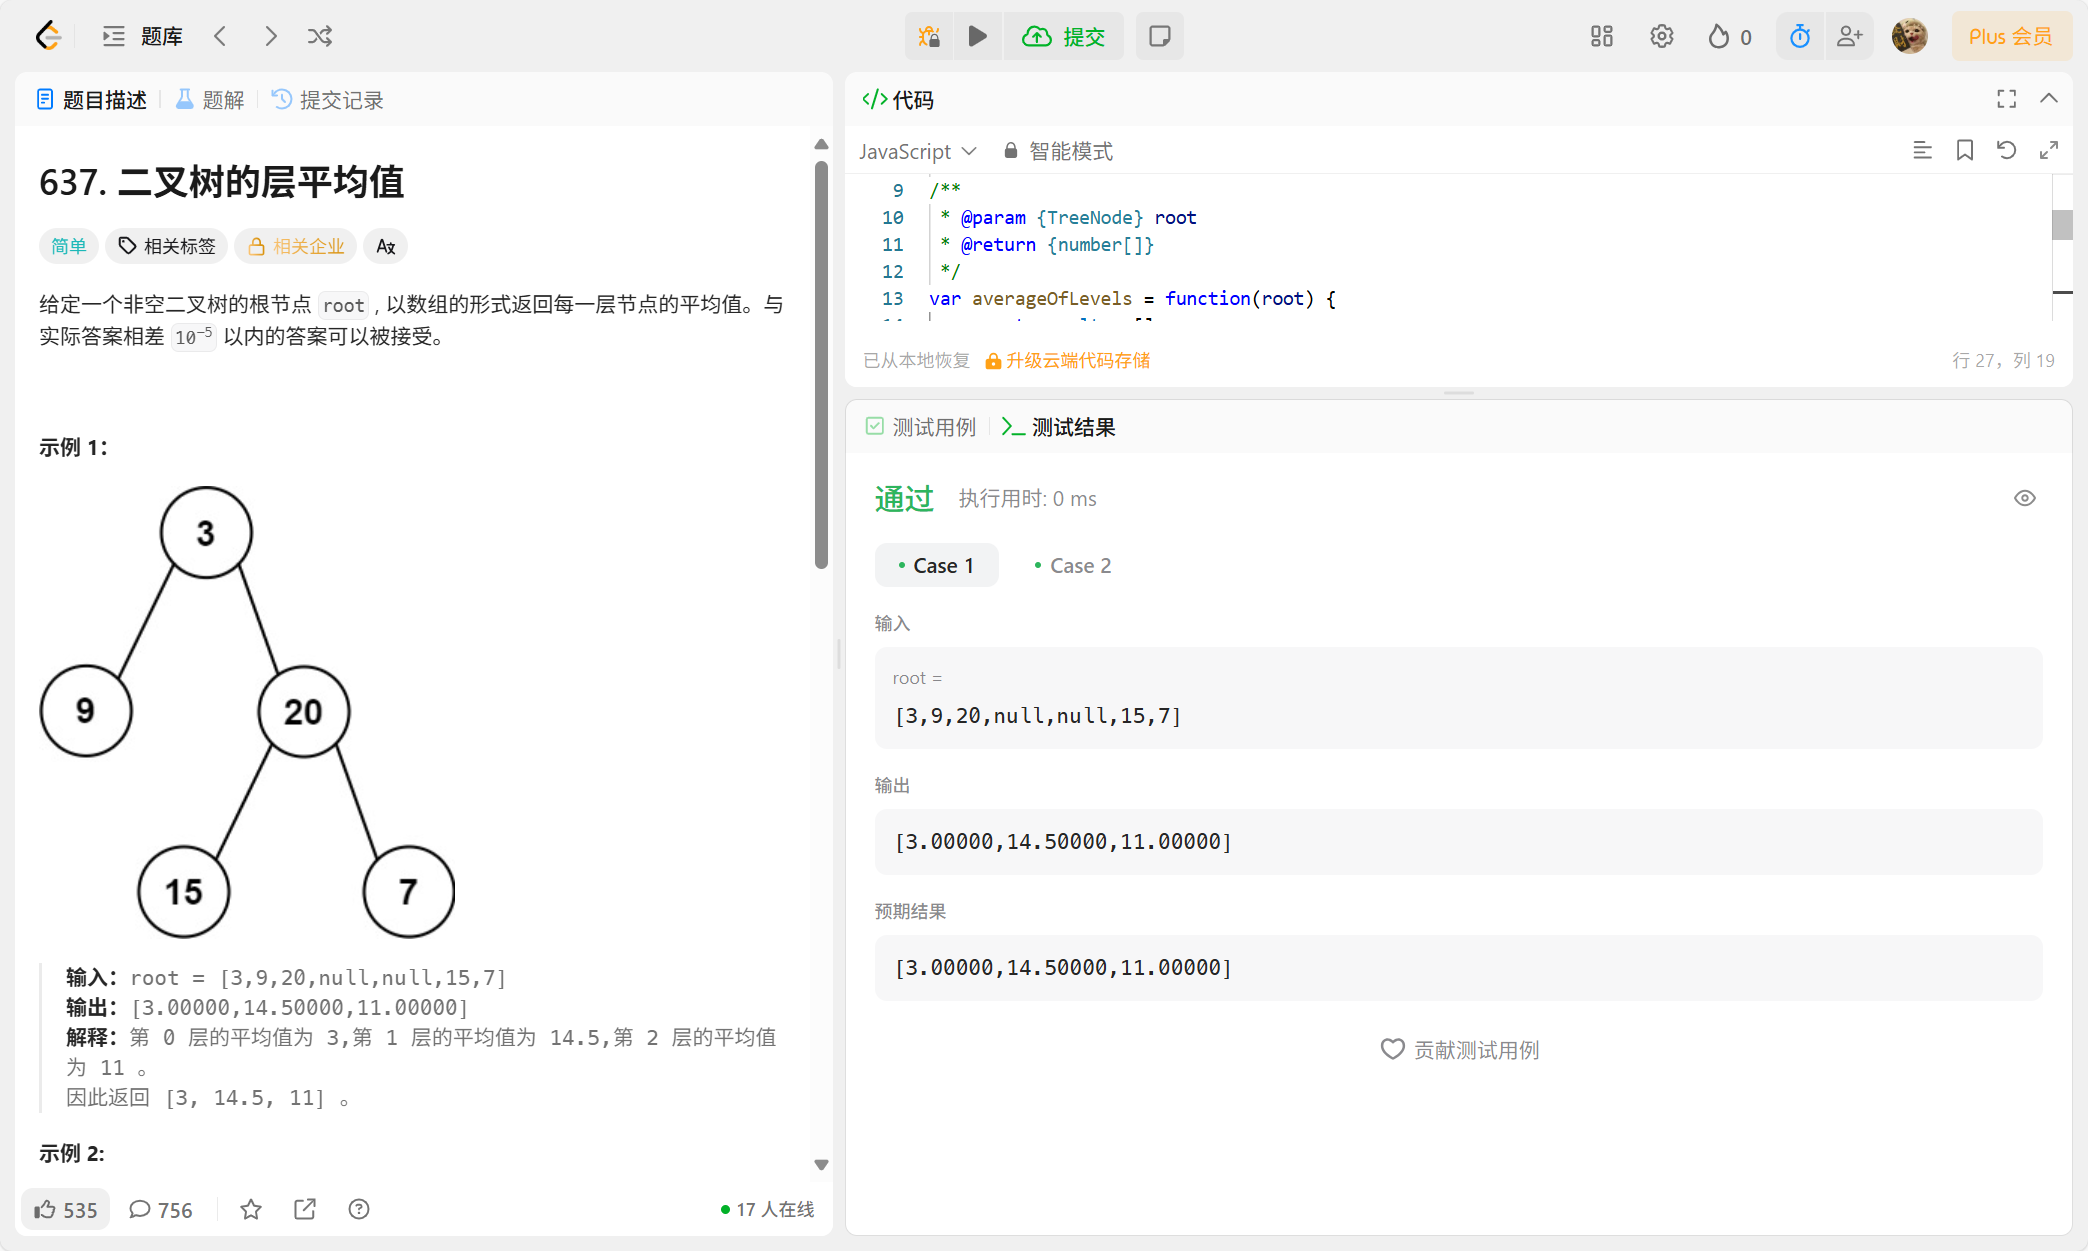 题库
提交
0
Plus 会员
题目描述
题解
提交记录
637. 二叉树的层平均值
简单
相关标签
相关企业
给定一个非空二叉树的根节点 root , 以数组的形式返回每一层节点的平均值。与
实际答案相差 10⁻⁵ 以内的答案可以被接受。
示例 1：
3
9
20
15
7
输入：root = [3,9,20,null,null,15,7]
输出：[3.00000,14.50000,11.00000]
解释：第 0 层的平均值为 3,第 1 层的平均值为 14.5,第 2 层的平均值
为 11 。
因此返回 [3, 14.5, 11] 。
示例 2:
535
756
17 人在线
</>代码
JavaScript
智能模式
9 /**
10 * @param {TreeNode} root
11 * @return {number[]}
12 */
13 var averageOfLevels = function(root) {
已从本地恢复
升级云端代码存储
行 27，列 19
测试用例
测试结果
通过
执行用时: 0 ms
Case 1
Case 2
输入
root =
[3,9,20,null,null,15,7]
输出
[3.00000,14.50000,11.00000]
预期结果
[3.00000,14.50000,11.00000]
贡献测试用例